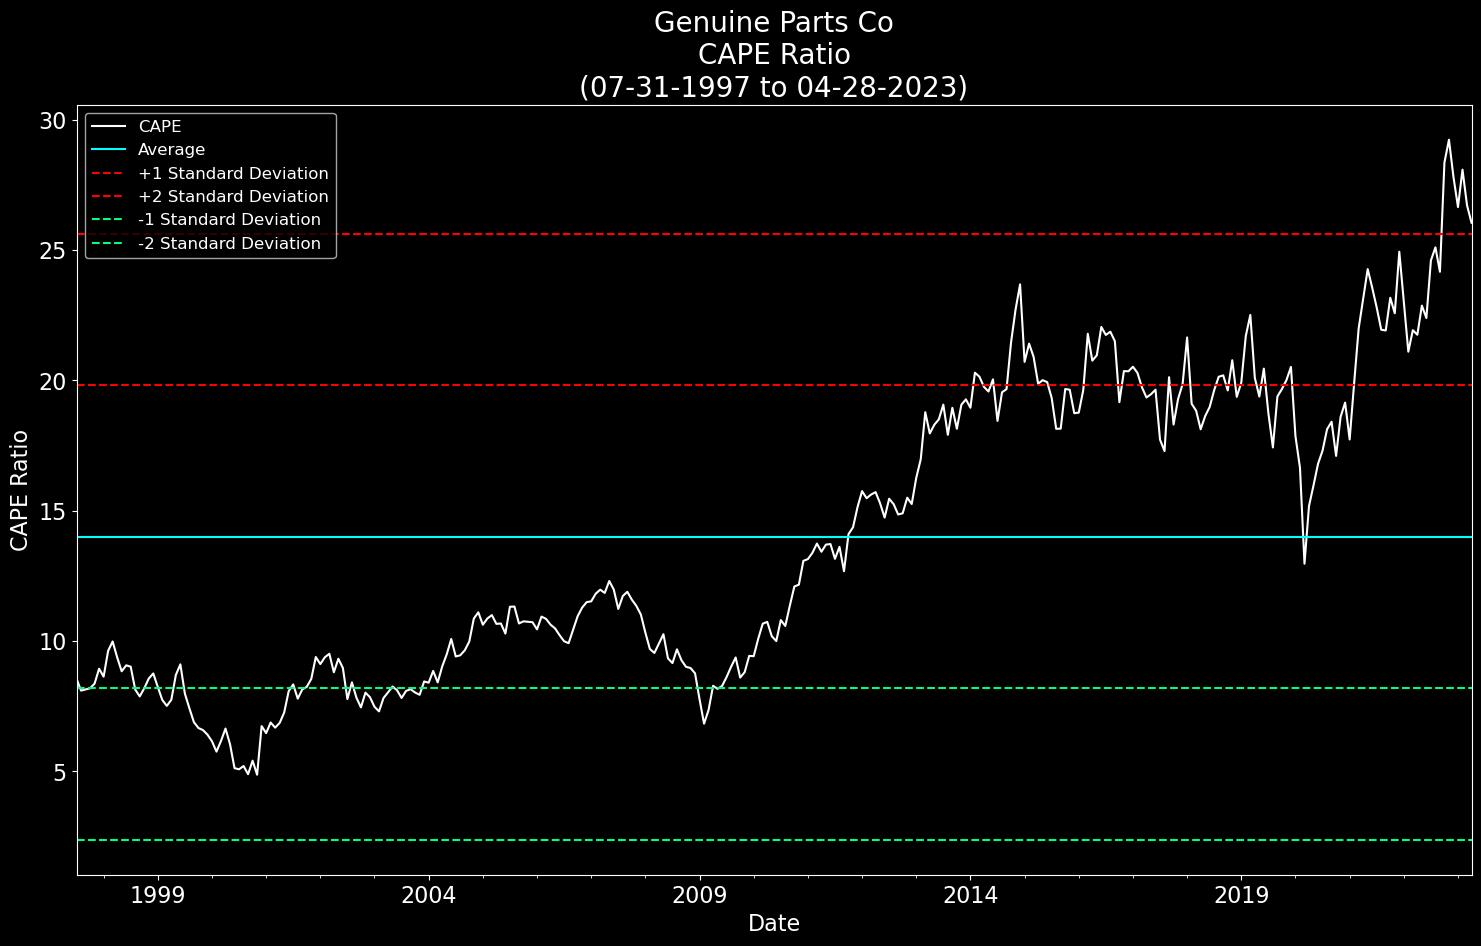 Genuine Parts Co
CAPE Ratio
(07-31-1997 to 04-28-2023)
CAPE
Average
+1 Standard Deviation
+2 Standard Deviation
-1 Standard Deviation
-2 Standard Deviation
30
25
20
15
10
5
CAPE Ratio
1999 2004 2009 2014 2019
Date